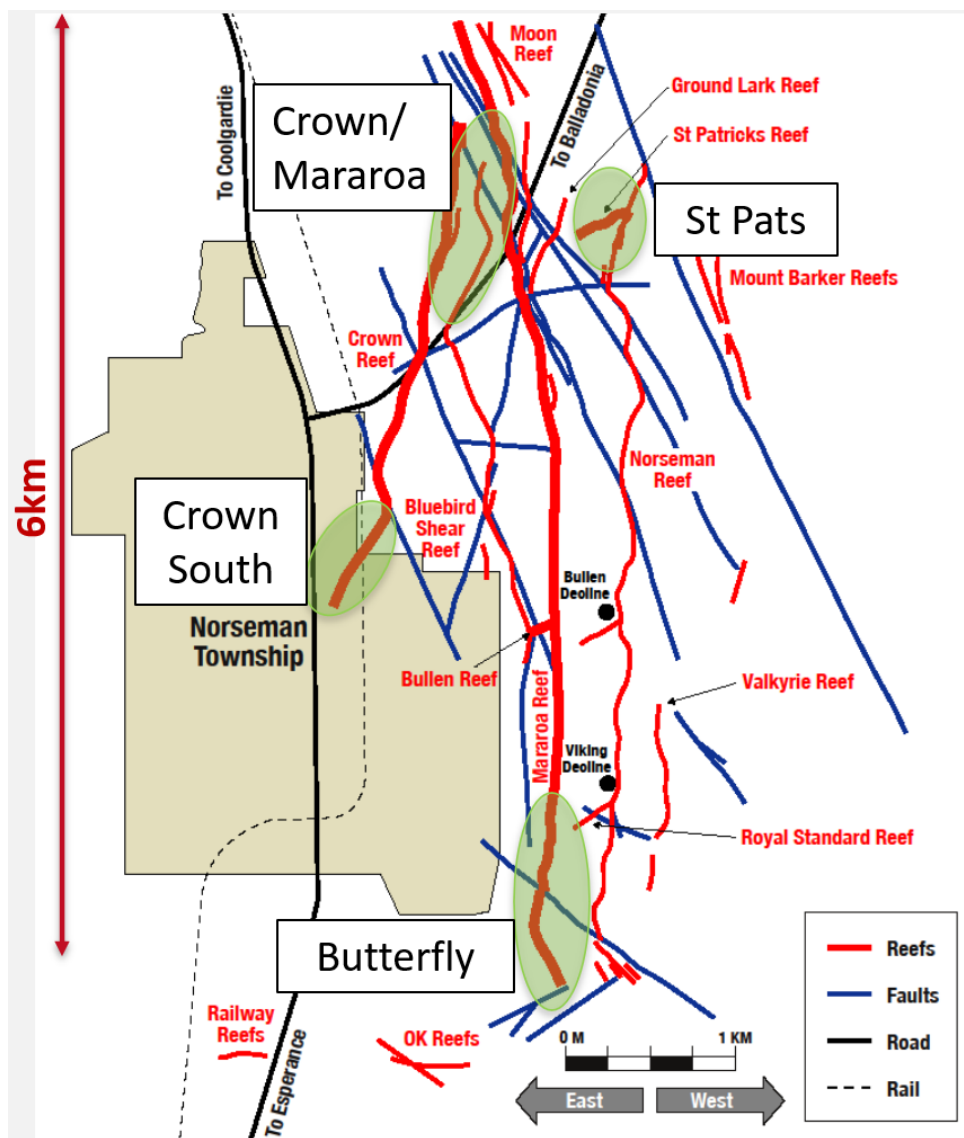 Moon
Reef
To Coolgardie
Crown/
Mararoa
To Balladonia
Ground Lark Reef
St Patricks Reef
St Pats
Mount Barker Reefs
Crown
Reef
6km
Norseman
Reef
Crown
South
Bluebird
Shear
Reef
Bullen
Deoline
Norseman
Township
Bullen Reef
Mararoa Reef
Valkyrie Reef
Viking
Deoline
Royal Standard Reef
Butterfly
Reefs
Faults
Road
Rail
Railway
Reefs
OK Reefs
To Esperance
0 M
1 KM
East
West